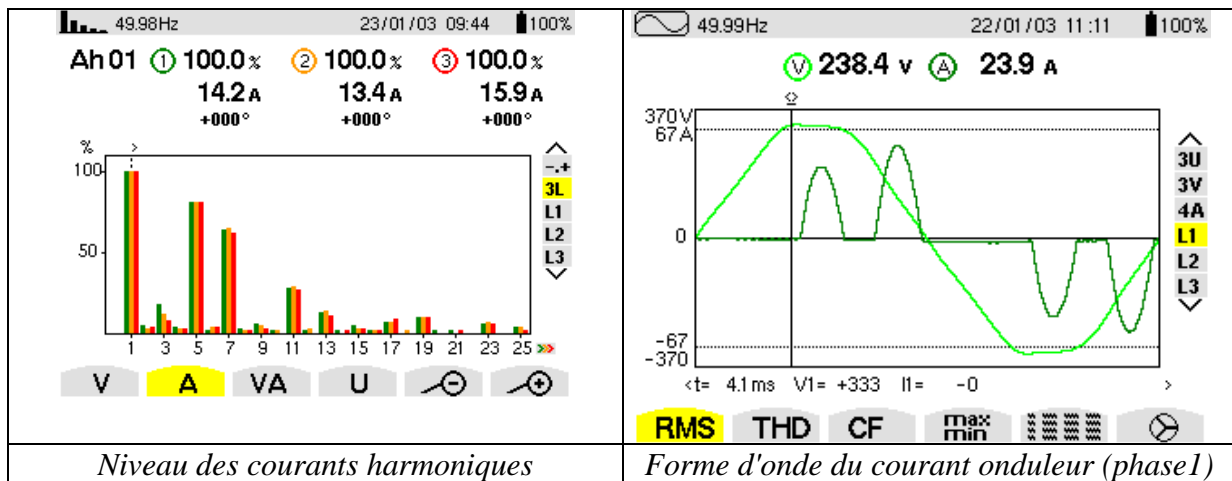 49.98Hz 23/01/03 09:44 100%
Ah 01 1 100.0 % 2 100.0 % 3 100.0 %
14.2 A 13.4 A 15.9 A
+000° +000° +000°
% >
100
50
1 3 5 7 9 11 13 15 17 19 21 23 25 >>>
-.+
3L
L1
L2
L3
V A VA U
Niveau des courants harmoniques
49.99Hz 22/01/03 11:11 100%
V 238.4 V A 23.9 A
370V
67A
0
-67
-370
3U
3V
4A
L1
L2
L3
<t= 4.1ms V1= +333 I1= -0 >
RMS THD CF max min
Forme d'onde du courant onduleur (phase1)